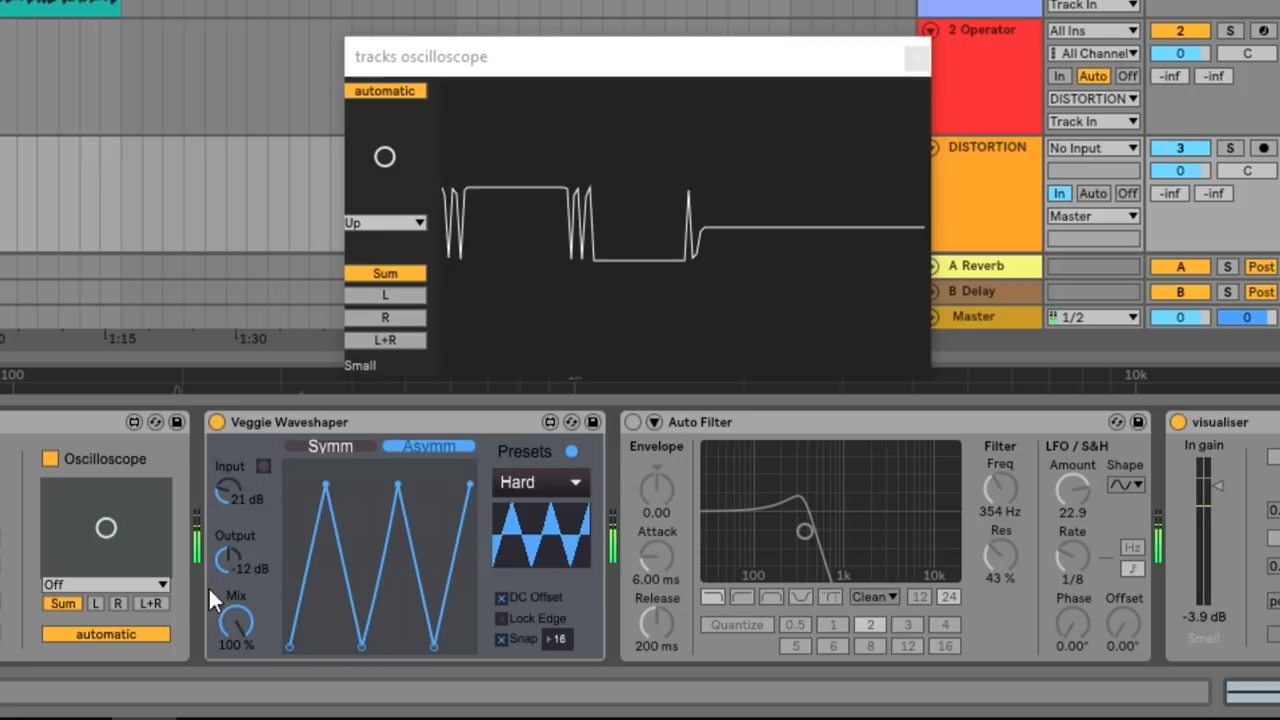 Track In
2 Operator
All Ins
2
S
tracks oscilloscope
All Channel
0
C
In
Auto
Off
-inf
-inf
automatic
DISTORTION
Track In
DISTORTION
No Input
3
S
0
C
In
Auto
Off
-inf
-inf
Up
Master
Sum
A Reverb
A
S
Post
L
B Delay
B
S
Post
R
Master
1/2
0
0
L+R
1:15
1:30
Small
100
10k
Veggie Waveshaper
Auto Filter
visualiser
Oscilloscope
Symm
Asymm
Presets
Envelope
Filter
LFO / S&H
In gain
Input
Freq
Amount
Shape
21 dB
Hard
0.00
354 Hz
22.9
Output
Attack
Res
Rate
Hz
-12 dB
6.00 ms
100
1k
10k
43 %
1/8
Off
Mix
DC Offset
Release
Clean
12
24
Phase
Offset
Sum
L
R
L+R
Lock Edge
Quantize
0.5
1
2
3
4
-3.9 dB
automatic
100 %
Snap
16
200 ms
5
6
8
12
16
0.00°
0.00°
Small